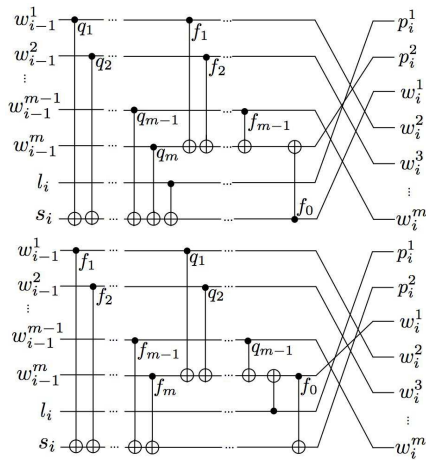 w_{i-1}^1 q_1 ... ... f_1 ... p_i^1
w_{i-1}^2 q_2 ... ... f_2 ... p_i^2
... w_i^1
w_{i-1}^{m-1} ... q_{m-1} ... ... f_{m-1} w_i^2
w_{i-1}^m ... q_m ... ... w_i^3
l_i ... ... ... ...
s_i ... ... ... f_0 w_i^m
w_{i-1}^1 f_1 ... ... q_1 ... p_i^1
w_{i-1}^2 f_2 ... ... q_2 ... p_i^2
... w_i^1
w_{i-1}^{m-1} ... f_{m-1} ... ... q_{m-1} w_i^2
w_{i-1}^m ... f_m ... ... f_0 w_i^3
l_i ... ... ... ...
s_i ... ... ... w_i^m